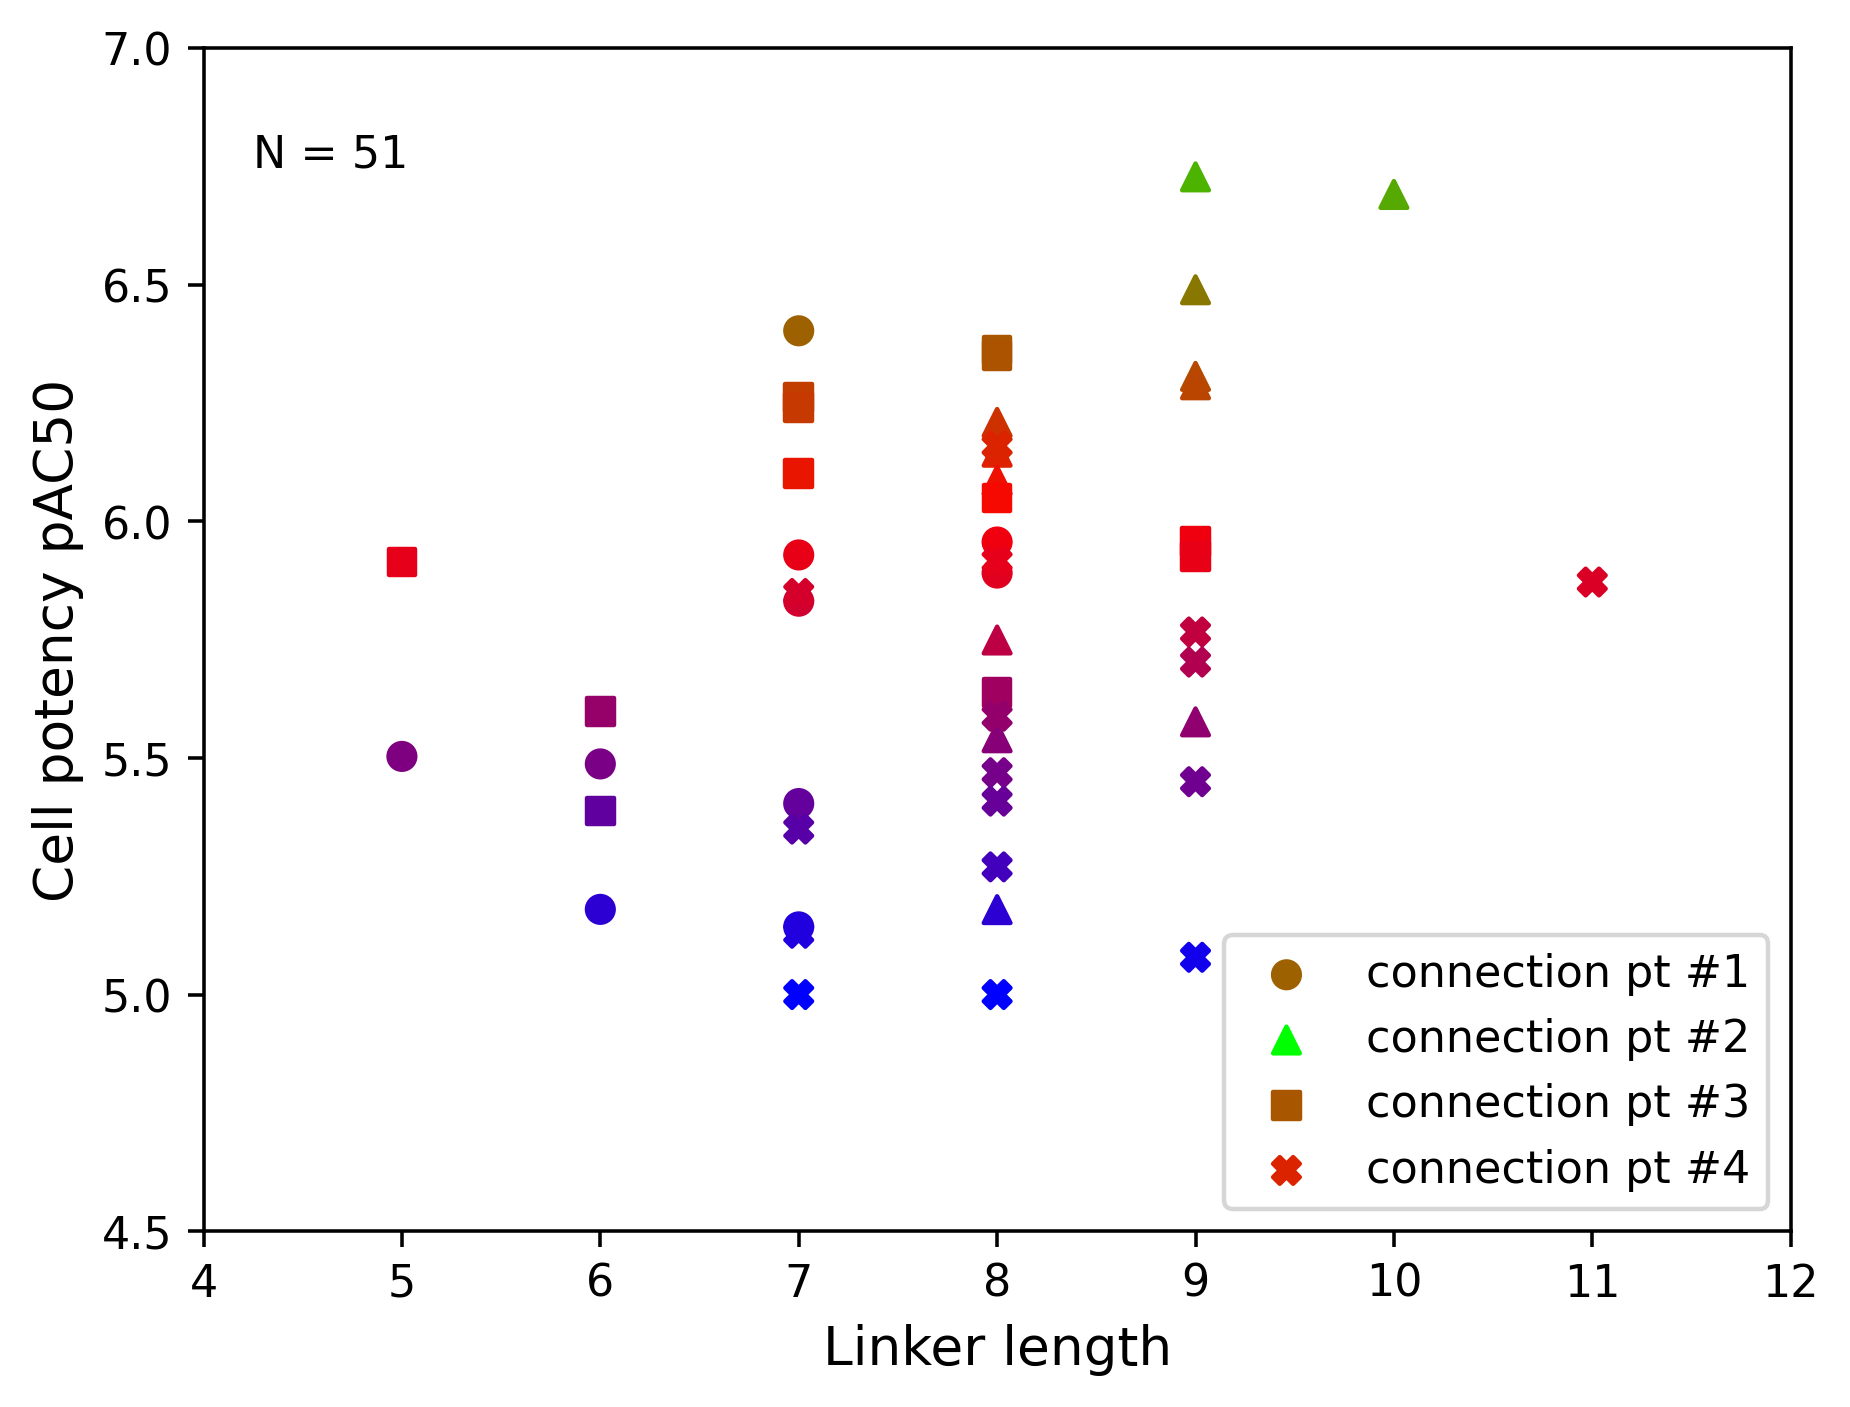 N = 51
Cell potency pAC50
7.0
6.5
6.0
5.5
5.0
4.5
4 5 6 7 8 9 10 11 12
Linker length
connection pt #1
connection pt #2
connection pt #3
connection pt #4